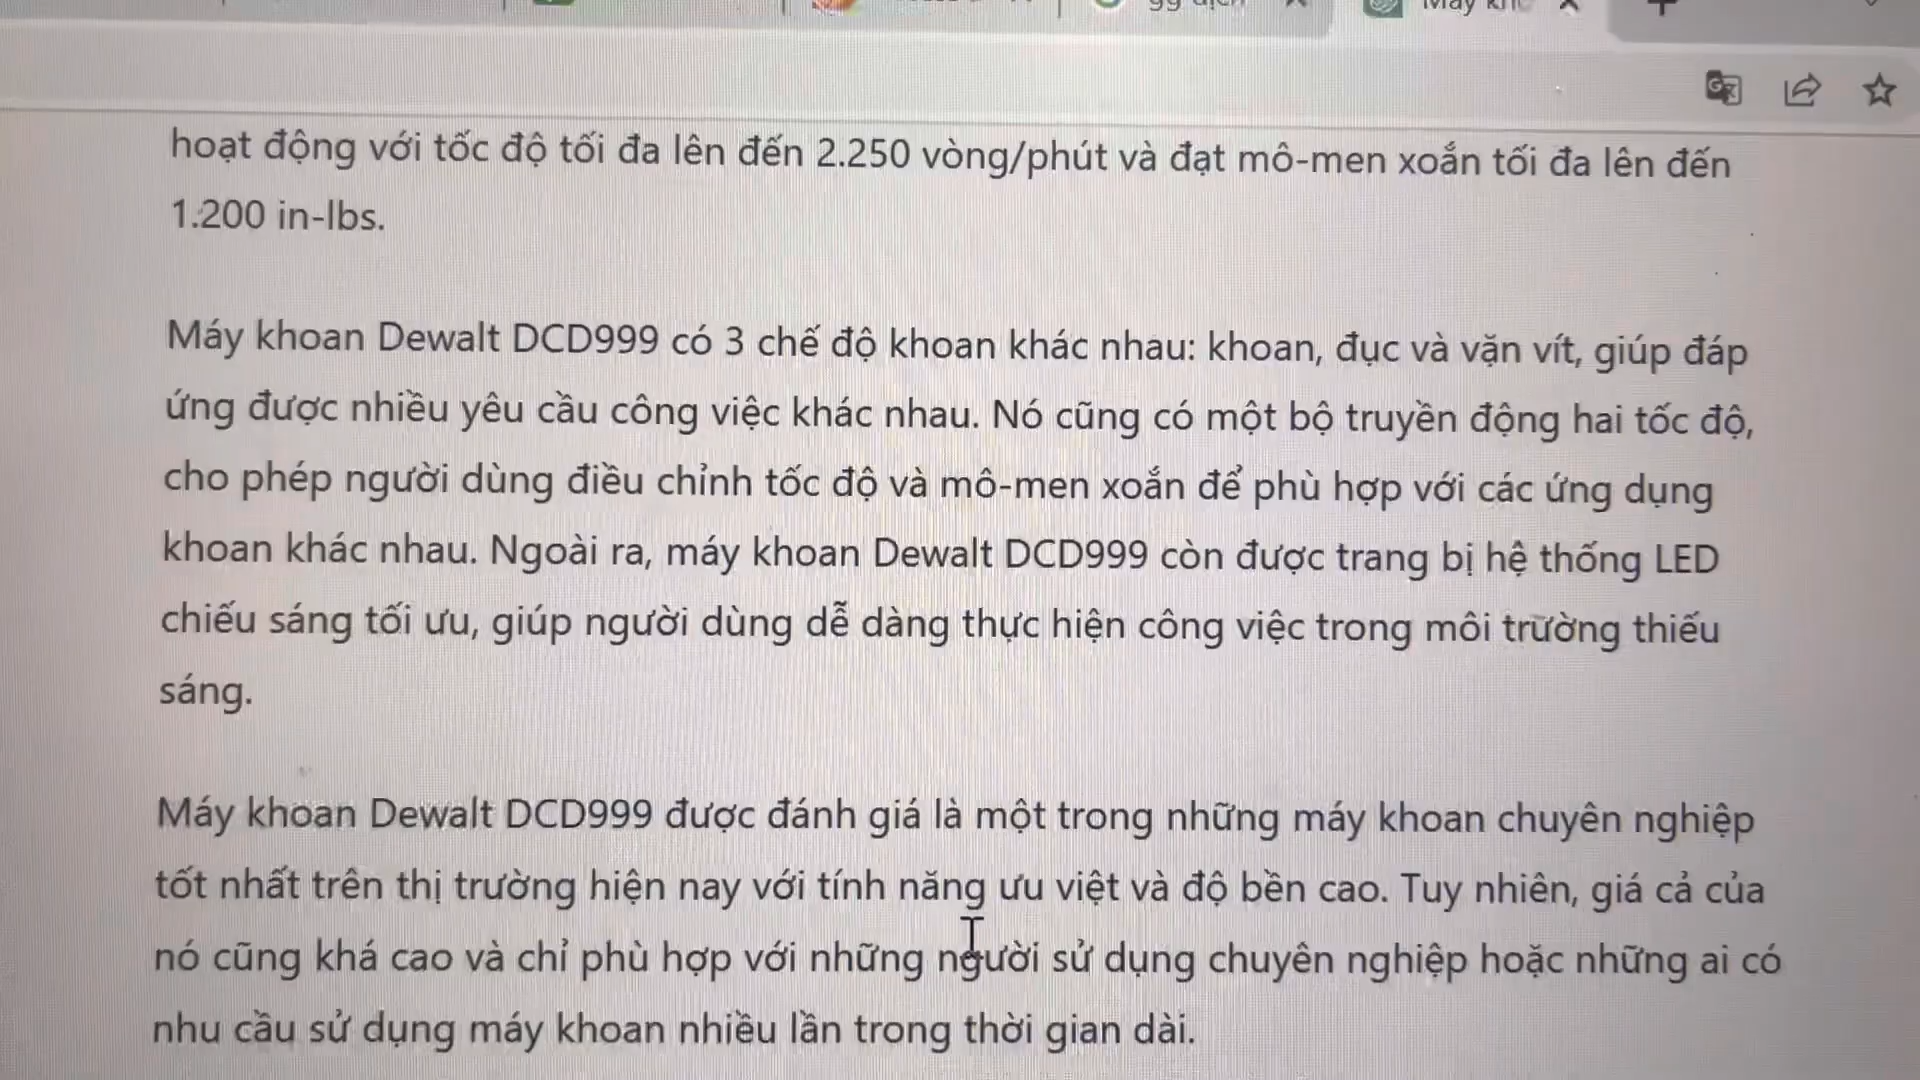 gg dịch
Máy kho
hoạt động với tốc độ tối đa lên đến 2.250 vòng/phút và đạt mô-men xoắn tối đa lên đến
1.200 in-lbs.
Máy khoan Dewalt DCD999 có 3 chế độ khoan khác nhau: khoan, đục và vặn vít, giúp đáp
ứng được nhiều yêu cầu công việc khác nhau. Nó cũng có một bộ truyền động hai tốc độ,
cho phép người dùng điều chỉnh tốc độ và mô-men xoắn để phù hợp với các ứng dụng
khoan khác nhau. Ngoài ra, máy khoan Dewalt DCD999 còn được trang bị hệ thống LED
chiếu sáng tối ưu, giúp người dùng dễ dàng thực hiện công việc trong môi trường thiếu
sáng.
Máy khoan Dewalt DCD999 được đánh giá là một trong những máy khoan chuyên nghiệp
tốt nhất trên thị trường hiện nay với tính năng ưu việt và độ bền cao. Tuy nhiên, giá cả của
nó cũng khá cao và chỉ phù hợp với những người sử dụng chuyên nghiệp hoặc những ai có
nhu cầu sử dụng máy khoan nhiều lần trong thời gian dài.